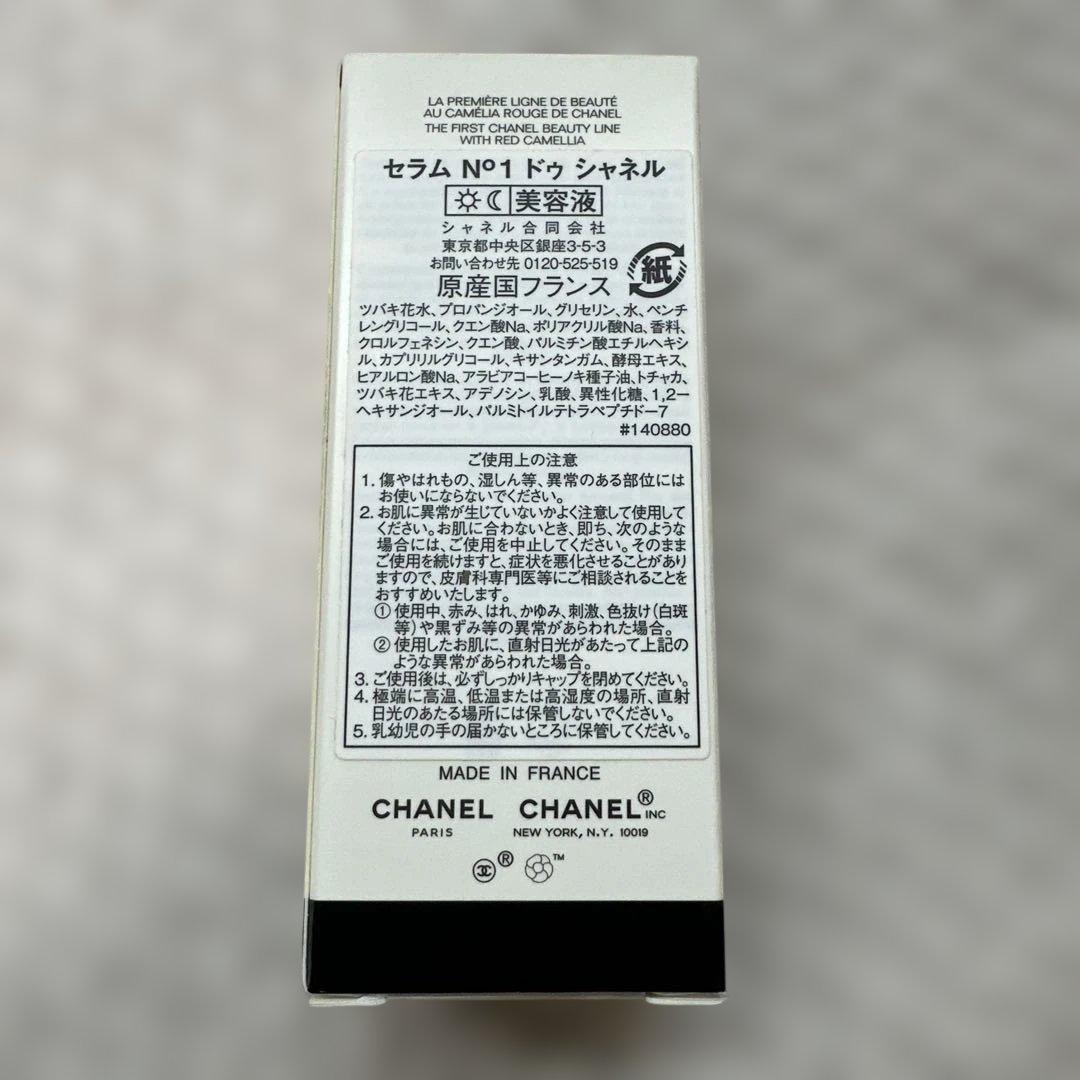 LA PREMIÈRE LIGNE DE BEAUTÉ
AU CAMÉLIA ROUGE DE CHANEL
THE FIRST CHANEL BEAUTY LINE
WITH RED CAMELLIA
セラム Nº1 ドゥ シャネル
美容液
シャネル合同会社
東京都中央区銀座3-5-3
お問い合わせ先 0120-525-519
紙
原産国フランス
ツバキ花水、プロパンジオール、グリセリン、水、ペンチ
レングリコール、クエン酸Na、ポリアクリル酸Na、香料、
クロルフェネシン、クエン酸、パルミチン酸エチルヘキシ
ル、カプリリルグリコール、キサンタンガム、酵母エキス、
ヒアルロン酸Na、アラビアコーヒーノキ種子油、トチャカ、
ツバキ花エキス、アデノシン、乳酸、異性化糖、1,2-
ヘキサンジオール、パルミトイルテトラペプチド-7
#140880
ご使用上の注意
1. 傷やはれもの、湿しん等、異常のある部位には
お使いにならないでください。
2. お肌に異常が生じていないかよく注意して使用して
ください。お肌に合わないとき、即ち、次のような
場合には、ご使用を中止してください。そのまま
ご使用を続けますと、症状を悪化させることがあり
ますので、皮膚科専門医等にご相談されることを
おすすめいたします。
① 使用中、赤み、はれ、かゆみ、刺激、色抜け(白斑
等)や黒ずみ等の異常があらわれた場合。
② 使用したお肌に、直射日光があたって上記の
ような異常があらわれた場合。
3. ご使用後は、必ずしっかりキャップを閉めてください。
4. 極端に高温、低温または高湿度の場所、直射
日光のあたる場所には保管しないでください。
5. 乳幼児の手の届かないところに保管してください。
MADE IN FRANCE
CHANEL CHANEL® INC
PARIS NEW YORK, N.Y. 10019
® ™